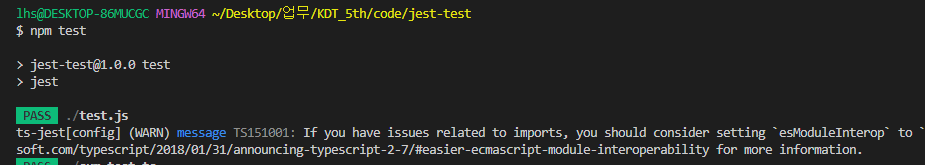 lhs@DESKTOP-86MUCGC MINGW64 ~/Desktop/업무/KDT_5th/code/jest-test
$ npm test
> jest-test@1.0.0 test
> jest
PASS ./test.js
ts-jest[config] (WARN) message TS151001: If you have issues related to imports, you should consider setting `esModuleInterop` to `
soft.com/typescript/2018/01/31/announcing-typescript-2-7/#easier-ecmascript-module-interoperability for more information.